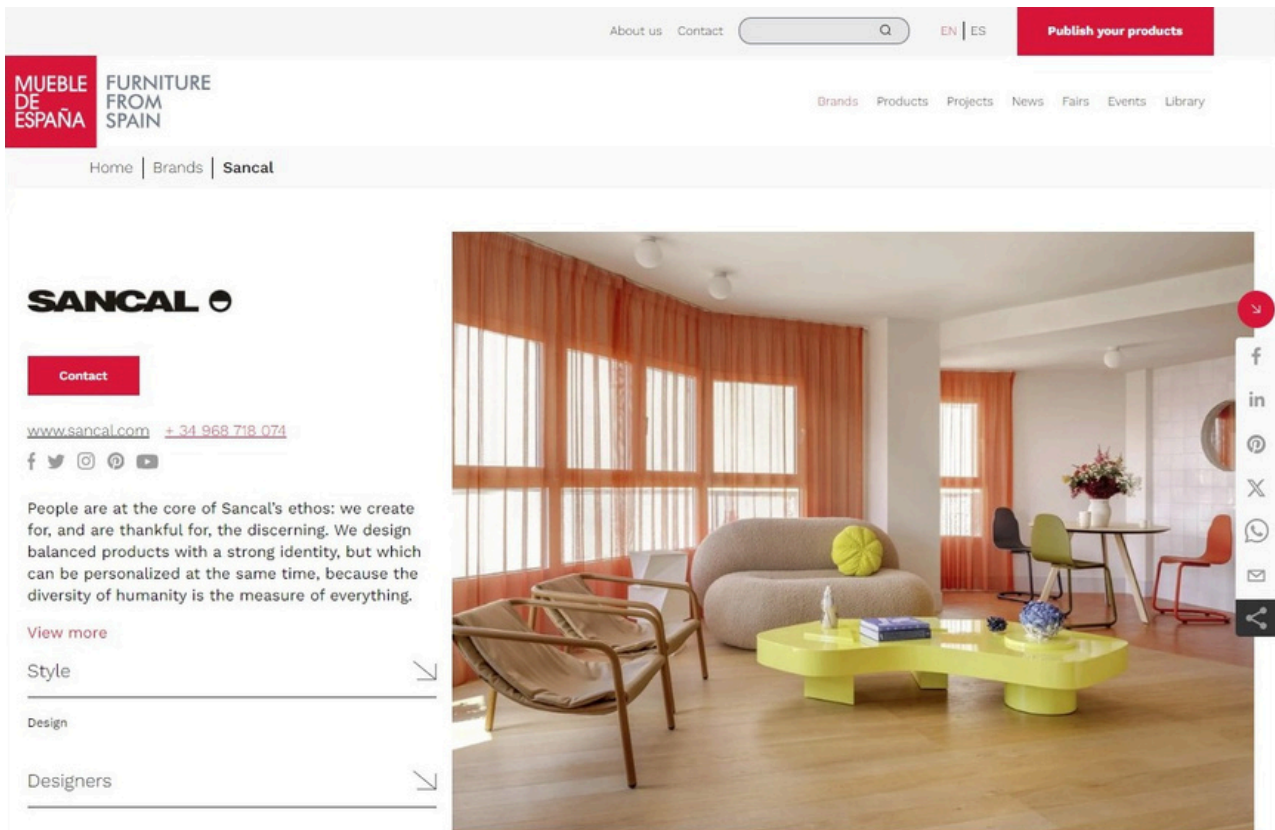 About us Contact
EN | ES
Publish your products
MUEBLE
DE
ESPAÑA
FURNITURE
FROM
SPAIN
Brands Products Projects News Fairs Events Library
Home | Brands | Sancal
SANCAL
Contact
www.sancal.com + 34 968 718 074
People are at the core of Sancal’s ethos: we create
for, and are thankful for, the discerning. We design
balanced products with a strong identity, but which
can be personalized at the same time, because the
diversity of humanity is the measure of everything.
View more
Style
Design
Designers